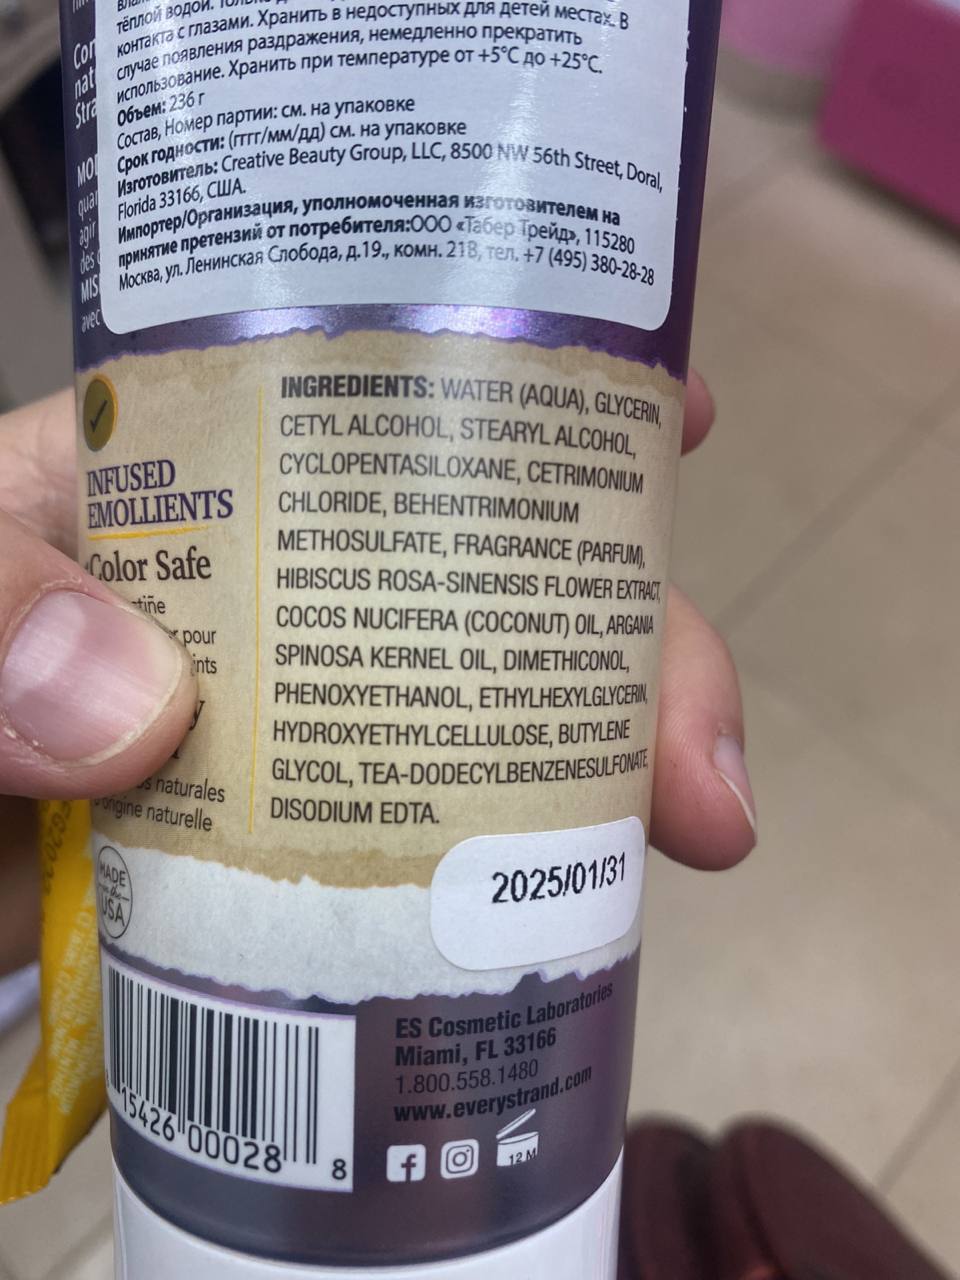 тёплой водой.
контакта с глазами. Хранить в недоступных для детей местах. В
случае появления раздражения, немедленно прекратить
использование. Хранить при температуре от +5°C до +25°C.
Объем: 236 г
Состав, Номер партии: см. на упаковке
Срок годности: (гггг/мм/дд) см. на упаковке
Изготовитель: Creative Beauty Group, LLC, 8500 NW 56th Street, Doral,
Florida 33166, США.
Импортер/Организация, уполномоченная изготовителем на
принятие претензий от потребителя:ООО «Табер Трейд», 115280
Москва, ул. Ленинская Слобода, д.19., комн. 21В, тел. +7 (495) 380-28-28
avec
INFUSED
EMOLLIENTS
Color Safe
pour
naturales
origine naturelle
INGREDIENTS: WATER (AQUA), GLYCERIN,
CETYL ALCOHOL, STEARYL ALCOHOL,
CYCLOPENTASILOXANE, CETRIMONIUM
CHLORIDE, BEHENTRIMONIUM
METHOSULFATE, FRAGRANCE (PARFUM),
HIBISCUS ROSA-SINENSIS FLOWER EXTRACT,
COCOS NUCIFERA (COCONUT) OIL, ARGANIA
SPINOSA KERNEL OIL, DIMETHICONOL,
PHENOXYETHANOL, ETHYLHEXYLGLYCERIN,
HYDROXYETHYLCELLULOSE, BUTYLENE
GLYCOL, TEA-DODECYLBENZENESULFONATE,
DISODIUM EDTA.
2025/01/31
MADE
in the
USA
15426 00028 8
ES Cosmetic Laboratories
Miami, FL 33166
1.800.558.1480
www.everystrand.com
12 M